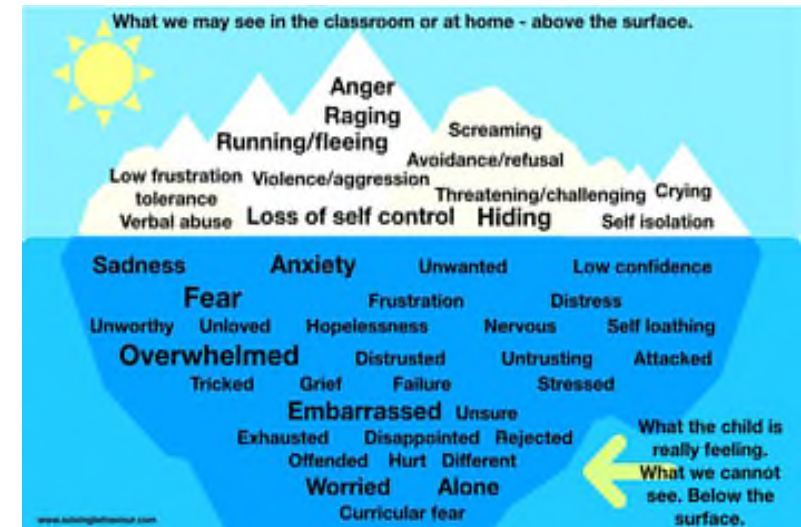 What we may see in the classroom or at home - above the surface.
Anger
Raging
Running/fleeing
Screaming
Avoidance/refusal
Low frustration tolerance
Violence/aggression
Threatening/challenging
Crying
Verbal abuse
Loss of self control
Hiding
Self isolation
Sadness Anxiety Unwanted Low confidence
Fear Frustration Distress
Unworthy Unloved Hopelessness Nervous Self loathing
Overwhelmed Distrusted Untrusting Attacked
Tricked Grief Failure Stressed
Embarrassed Unsure
Exhausted Disappointed Rejected
Offended Hurt Different
Worried Alone
Curricular fear
What the child is
really feeling.
What we cannot
see. Below the
surface.